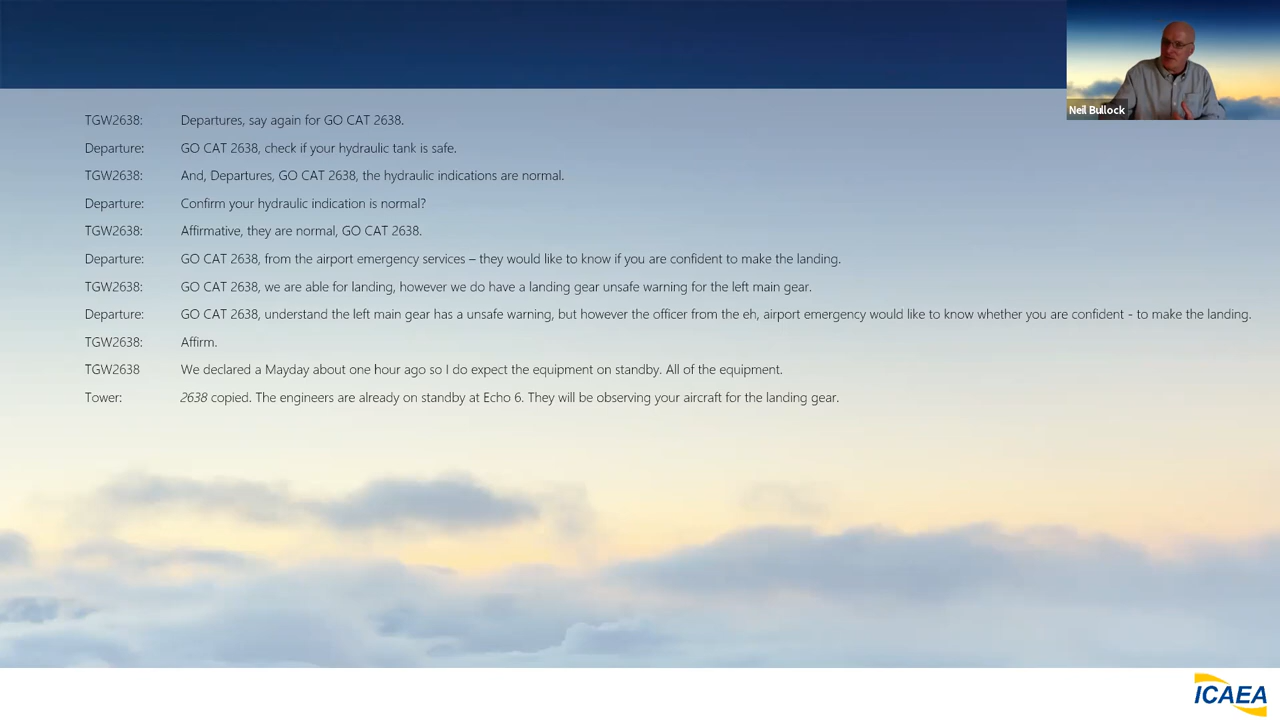 Neil Bullock
TGW2638: Departures, say again for GO CAT 2638.
Departure: GO CAT 2638, check if your hydraulic tank is safe.
TGW2638: And, Departures, GO CAT 2638, the hydraulic indications are normal.
Departure: Confirm your hydraulic indication is normal?
TGW2638: Affirmative, they are normal, GO CAT 2638.
Departure: GO CAT 2638, from the airport emergency services – they would like to know if you are confident to make the landing.
TGW2638: GO CAT 2638, we are able for landing, however we do have a landing gear unsafe warning for the left main gear.
Departure: GO CAT 2638, understand the left main gear has a unsafe warning, but however the officer from the eh, airport emergency would like to know whether you are confident - to make the landing.
TGW2638: Affirm.
TGW2638 We declared a Mayday about one hour ago so I do expect the equipment on standby. All of the equipment.
Tower: 2638 copied. The engineers are already on standby at Echo 6. They will be observing your aircraft for the landing gear.
ICAEA